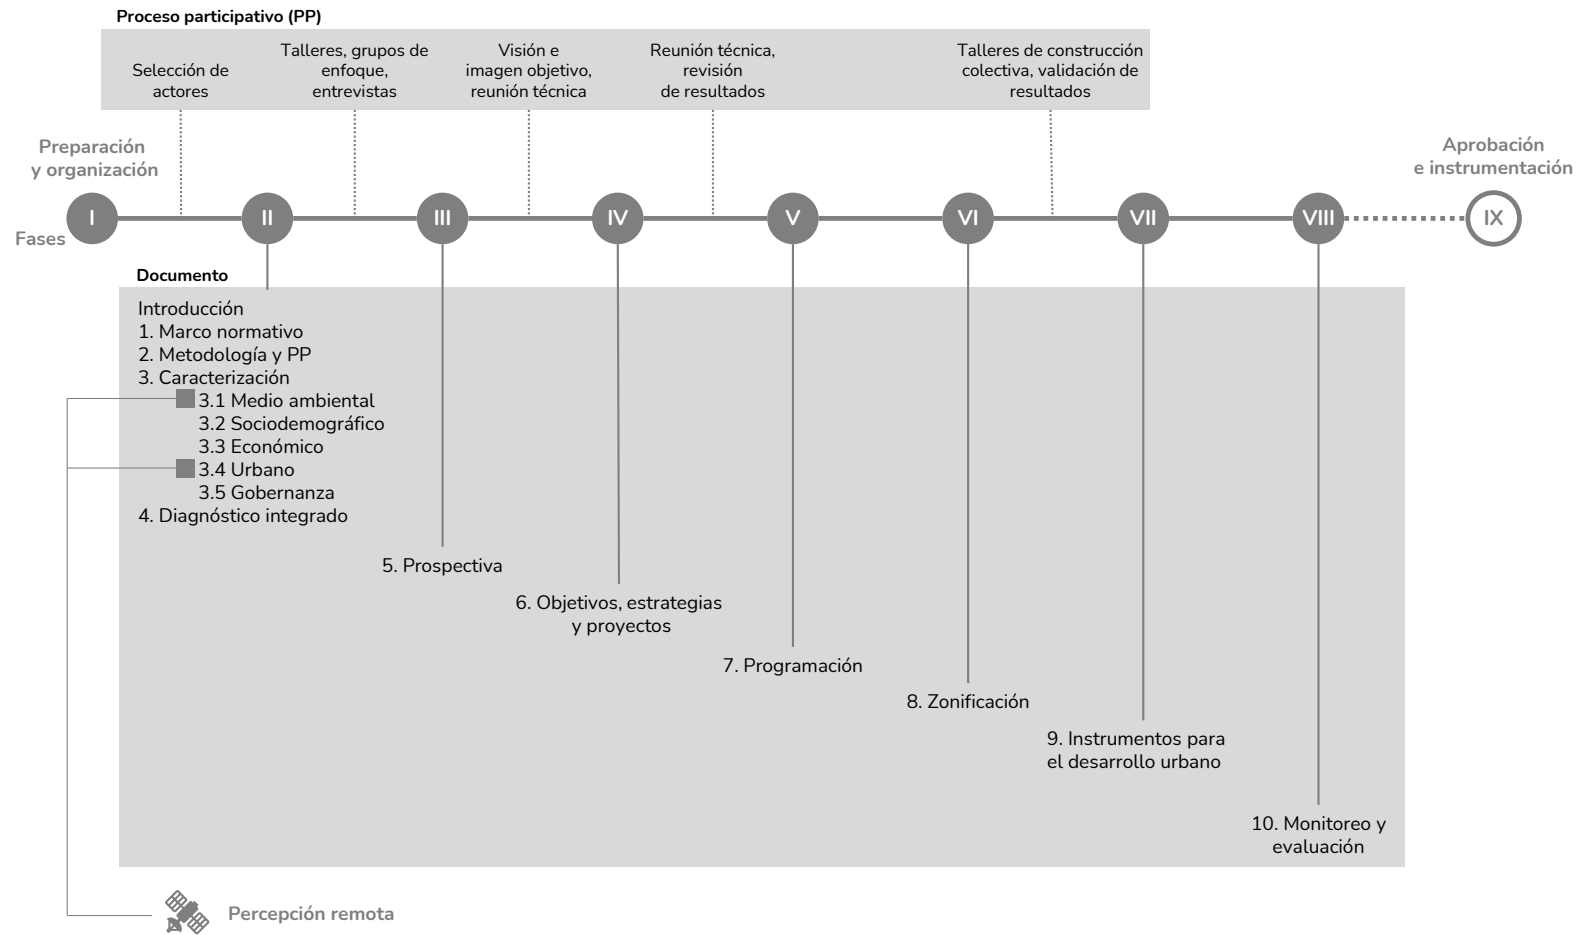 Proceso participativo (PP)
Selección de
actores
Talleres, grupos de
enfoque,
entrevistas
Visión e
imagen objetivo,
reunión técnica
Reunión técnica,
revisión
de resultados
Talleres de construcción
colectiva, validación de
resultados
Preparación
y organización
Aprobación
e instrumentación
Fases
I
II
III
IV
V
VI
VII
VIII
IX
Documento
Introducción
1. Marco normativo
2. Metodología y PP
3. Caracterización
3.1 Medio ambiental
3.2 Sociodemográfico
3.3 Económico
3.4 Urbano
3.5 Gobernanza
4. Diagnóstico integrado
5. Prospectiva
6. Objetivos, estrategias
y proyectos
7. Programación
8. Zonificación
9. Instrumentos para
el desarrollo urbano
10. Monitoreo y
evaluación
Percepción remota